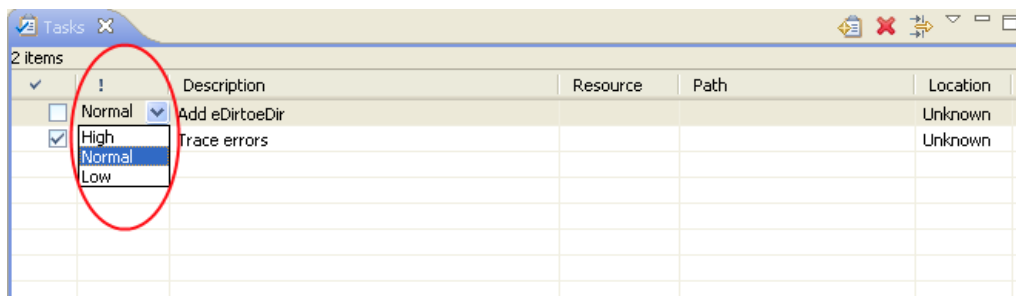 Tasks
2 items
! Description Resource Path Location
Normal Add eDirtoeDir Unknown
High Trace errors Unknown
Normal
Low